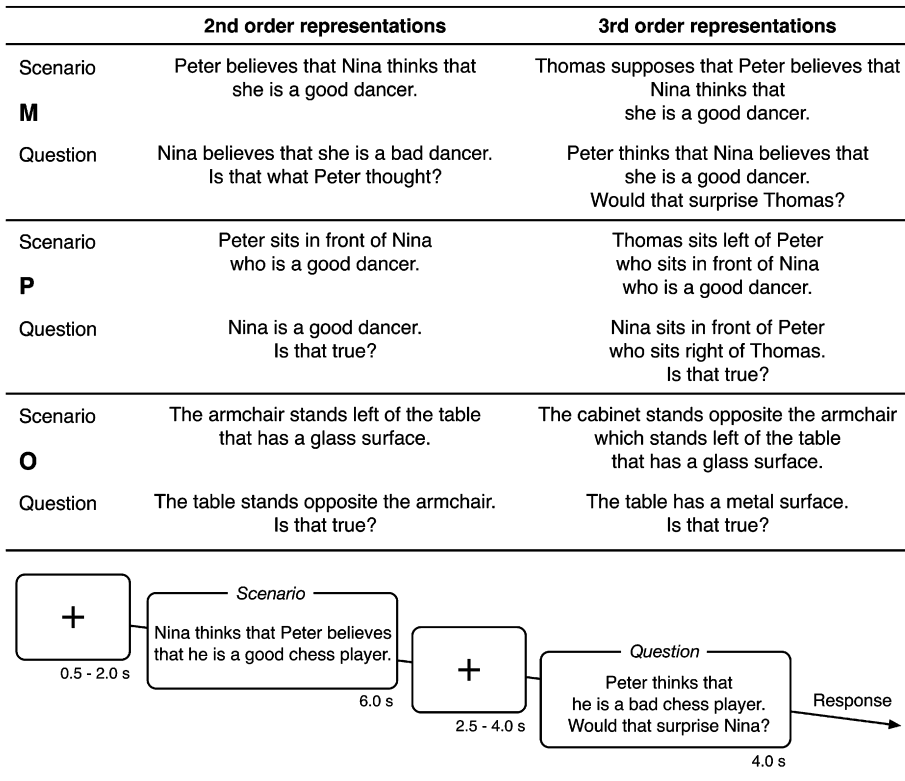 2nd order representations 3rd order representations
Scenario
M
Peter believes that Nina thinks that
she is a good dancer.
Thomas supposes that Peter believes that
Nina thinks that
she is a good dancer.
Question
Nina believes that she is a bad dancer.
Is that what Peter thought?
Peter thinks that Nina believes that
she is a good dancer.
Would that surprise Thomas?
Scenario
P
Peter sits in front of Nina
who is a good dancer.
Thomas sits left of Peter
who sits in front of Nina
who is a good dancer.
Question
Nina is a good dancer.
Is that true?
Nina sits in front of Peter
who sits right of Thomas.
Is that true?
Scenario
O
The armchair stands left of the table
that has a glass surface.
The cabinet stands opposite the armchair
which stands left of the table
that has a glass surface.
Question
The table stands opposite the armchair.
Is that true?
The table has a metal surface.
Is that true?
+
0.5 - 2.0 s
Scenario
Nina thinks that Peter believes
that he is a good chess player.
6.0 s
+
2.5 - 4.0 s
Question
Peter thinks that
he is a bad chess player.
Would that surprise Nina?
4.0 s
Response